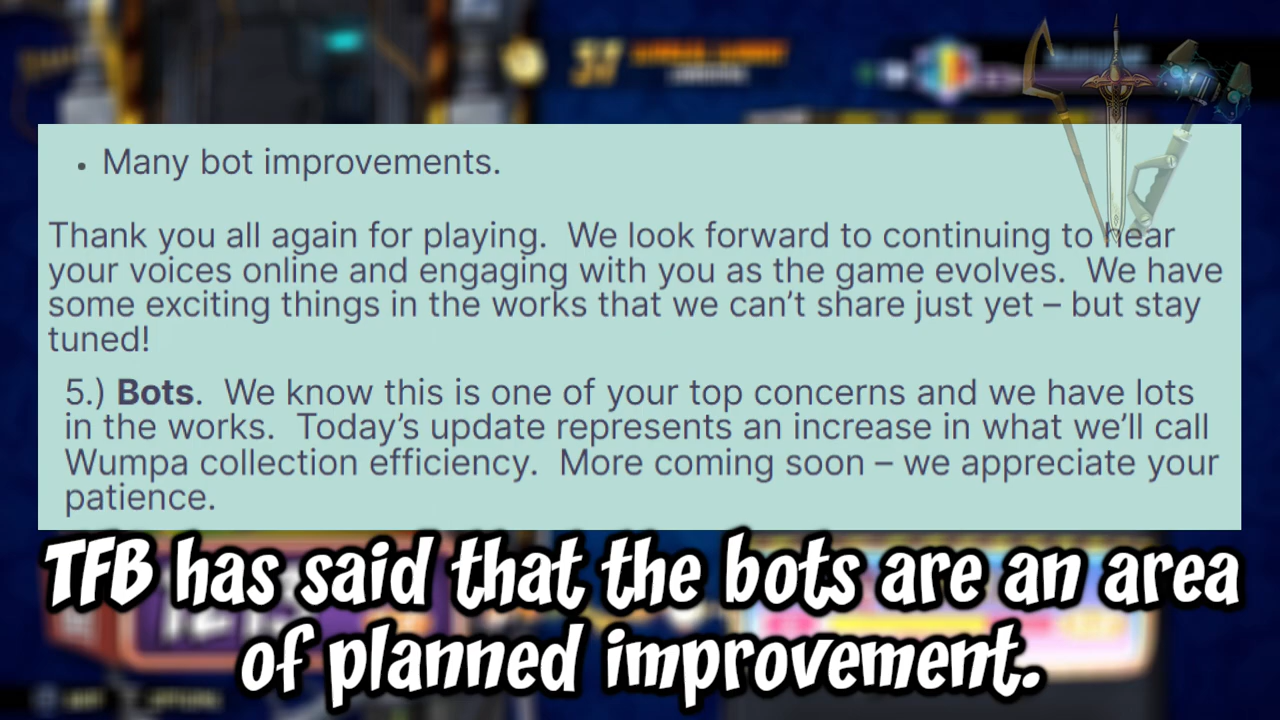 • Many bot improvements.
Thank you all again for playing.  We look forward to continuing to hear
your voices online and engaging with you as the game evolves.  We have
some exciting things in the works that we can’t share just yet – but stay
tuned!
5.) Bots.  We know this is one of your top concerns and we have lots
in the works.  Today’s update represents an increase in what we’ll call
Wumpa collection efficiency.  More coming soon – we appreciate your
patience.
TFB has said that the bots are an area
of planned improvement.